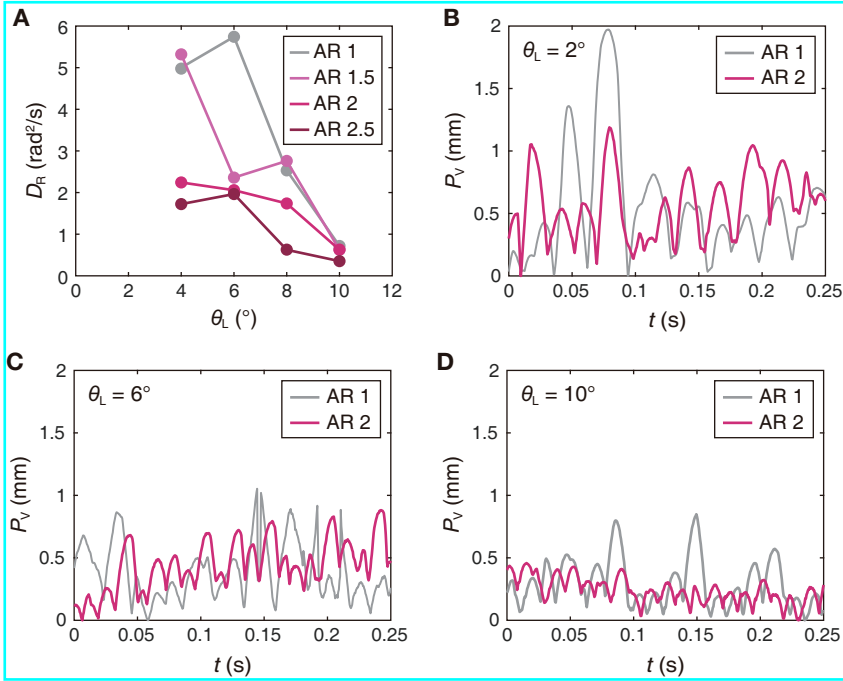 A
D_R (rad²/s)
6
5
4
3
2
1
0
0 2 4 6 8 10 12
θ_L (°)
AR 1
AR 1.5
AR 2
AR 2.5
B
P_V (mm)
2
1.5
1
0.5
0
0 0.05 0.1 0.15 0.2 0.25
t (s)
θ_L = 2°
AR 1
AR 2
C
P_V (mm)
2
1.5
1
0.5
0
0 0.05 0.1 0.15 0.2 0.25
t (s)
θ_L = 6°
AR 1
AR 2
D
P_V (mm)
2
1.5
1
0.5
0
0 0.05 0.1 0.15 0.2 0.25
t (s)
θ_L = 10°
AR 1
AR 2